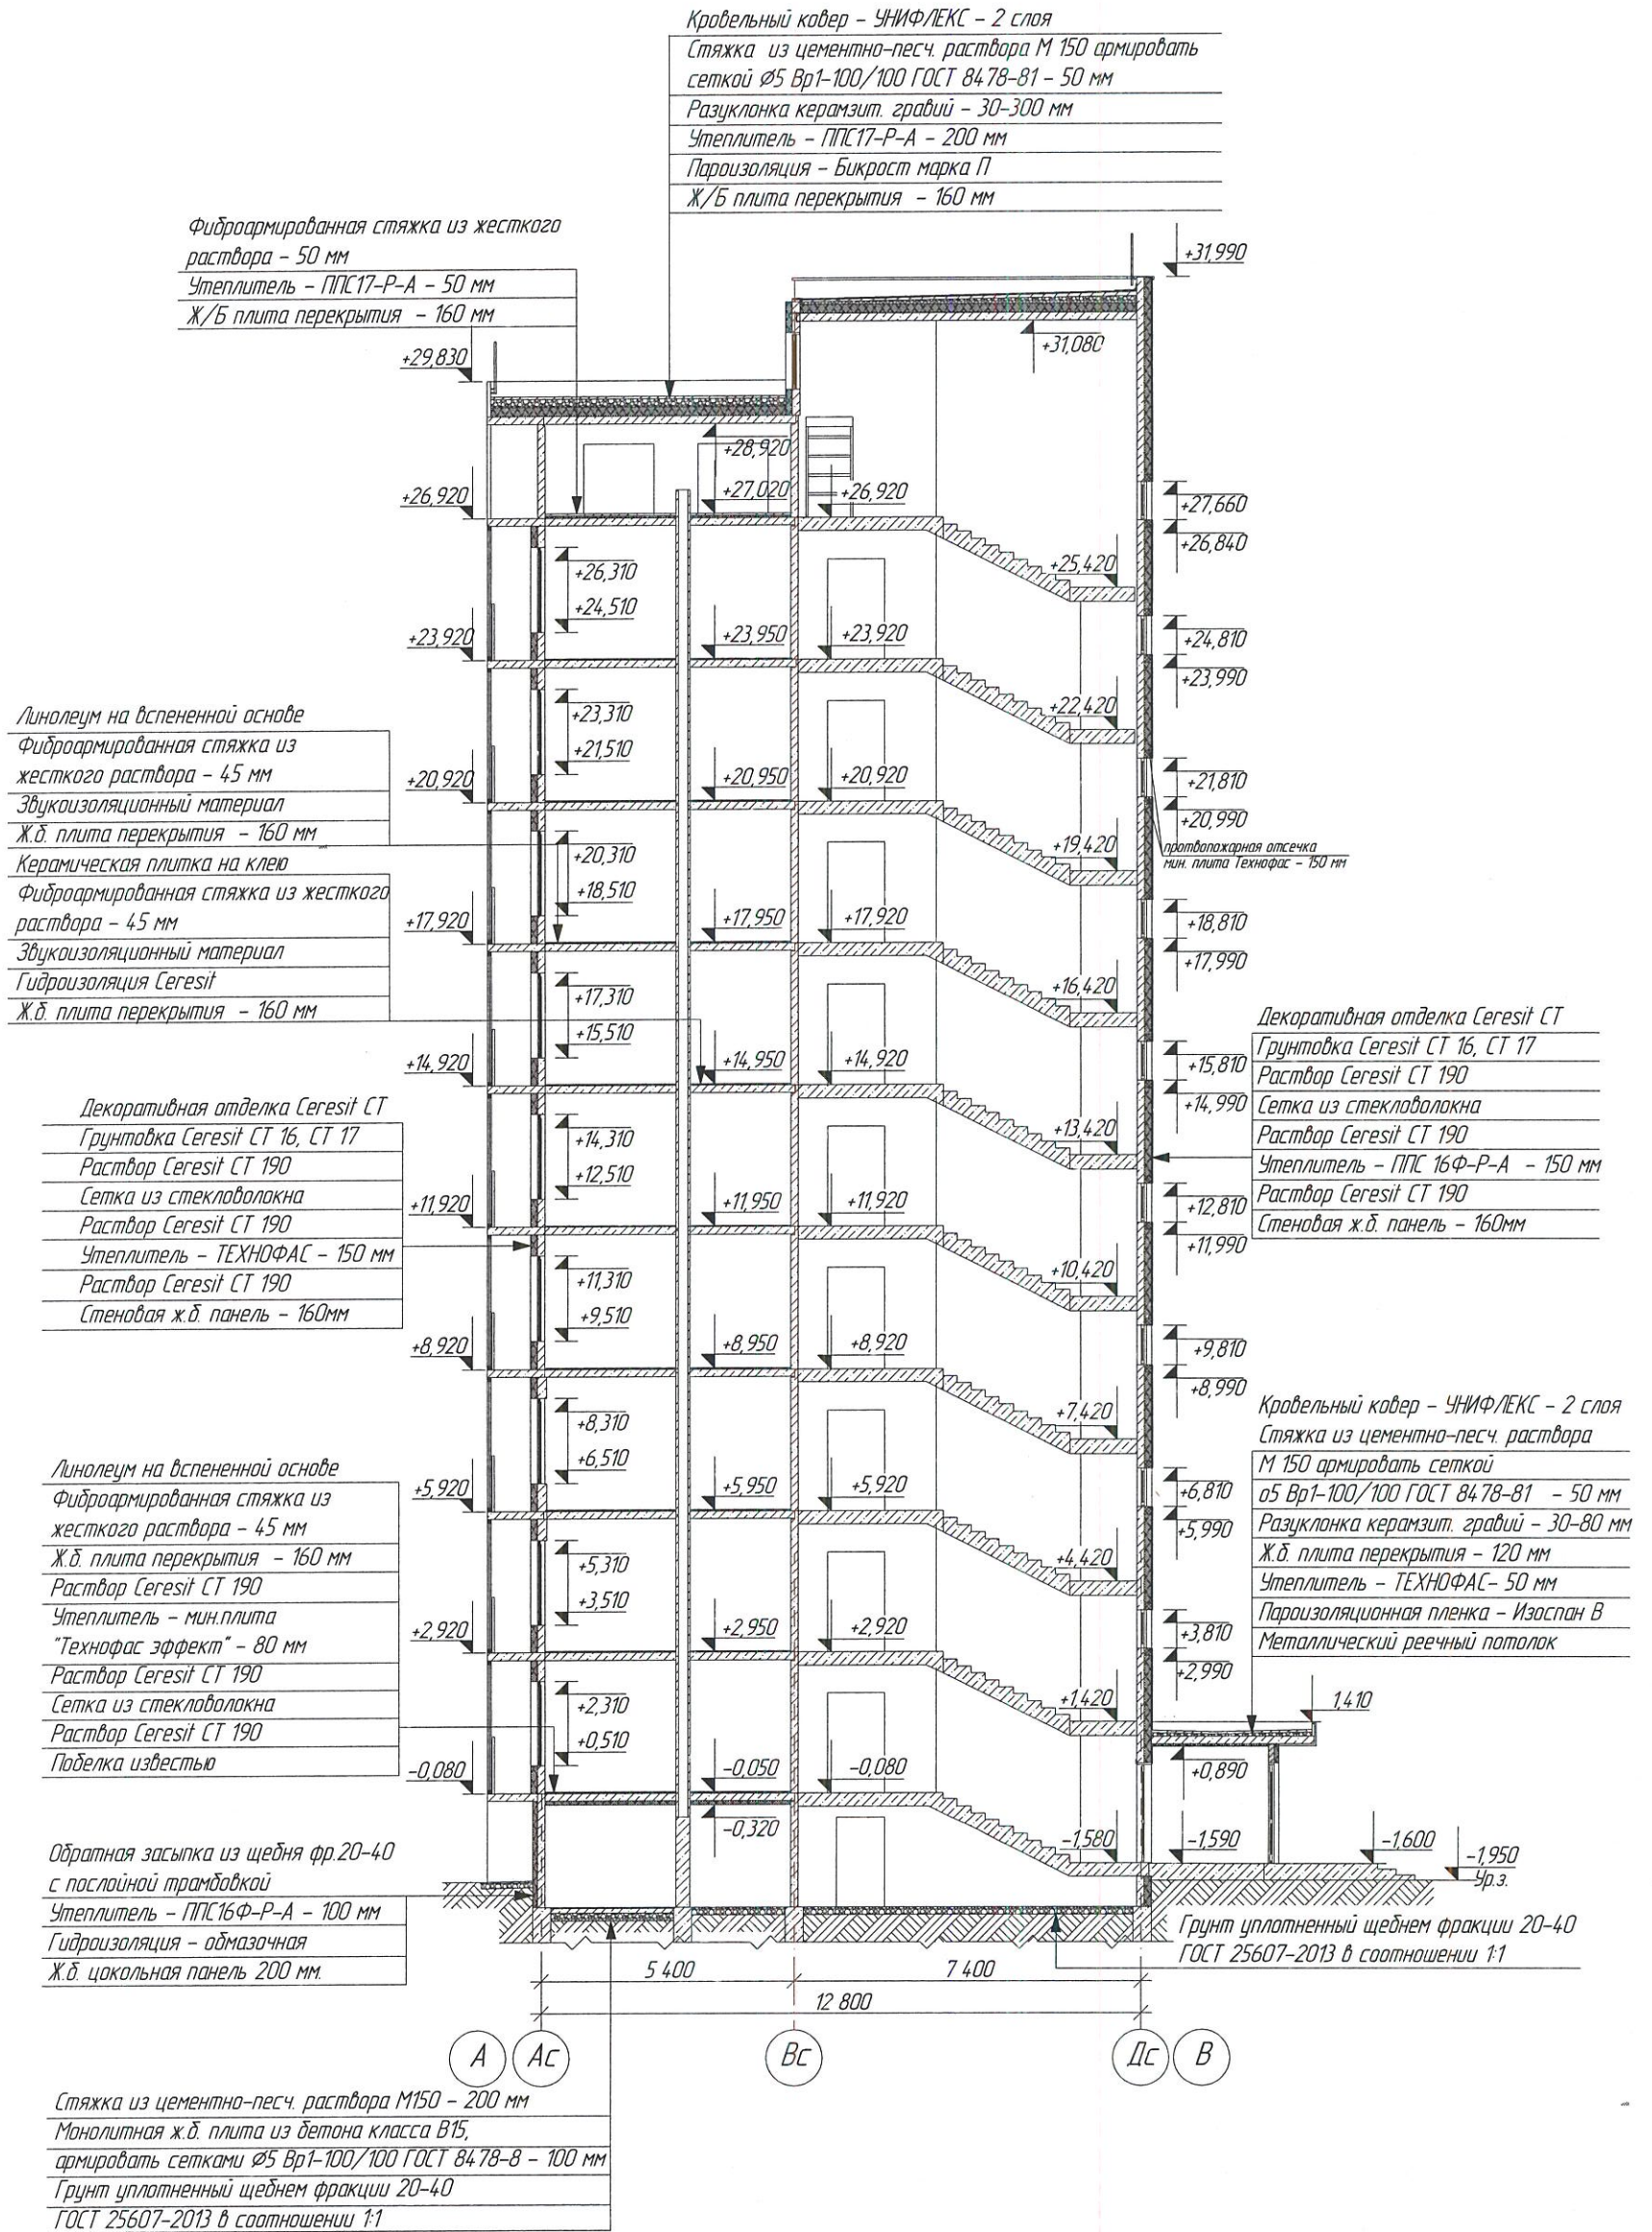 Кровельный ковер – УНИФЛЕКС – 2 слоя
Стяжка из цементно-песч. раствора М 150 армировать
сеткой Ø5 Вр1-100/100 ГОСТ 8478-81 – 50 мм
Разуклонка керамзит. гравий – 30-300 мм
Утеплитель – ППС17-Р-А – 200 мм
Пароизоляция – Бикрост марка П
Ж/Б плита перекрытия – 160 мм
Фиброармированная стяжка из жесткого
раствора – 50 мм
Утеплитель – ППС17-Р-А – 50 мм
Ж/Б плита перекрытия – 160 мм
+31,990
+31,080
+29,830
+28,920
+27,020
+26,920
+26,920
+27,660
+26,840
+26,310
+24,510
+25,420
+23,920
+23,950
+23,920
+24,810
+23,990
+23,310
+21,510
+22,420
+20,920
+20,950
+20,920
+21,810
+20,990
протвопожарная отсечка
мин. плита Технофас – 150 мм
Линолеум на вспененной основе
Фиброармированная стяжка из
жесткого раствора – 45 мм
Звукоизоляционный материал
Ж.б. плита перекрытия – 160 мм
Керамическая плитка на клею
Фиброармированная стяжка из жесткого
раствора – 45 мм
Звукоизоляционный материал
Гидроизоляция Ceresit
Ж.б. плита перекрытия – 160 мм
+20,310
+18,510
+19,420
+17,920
+17,950
+17,920
+18,810
+17,990
+17,310
+15,510
+16,420
+14,920
+14,950
+14,920
+15,810
+14,990
Декоративная отделка Ceresit СТ
Грунтовка Ceresit СТ 16, СТ 17
Раствор Ceresit СТ 190
Сетка из стекловолокна
Раствор Ceresit СТ 190
Утеплитель – ППС 16Ф-Р-А – 150 мм
Раствор Ceresit СТ 190
Стеновая ж.б. панель – 160мм
Декоративная отделка Ceresit СТ
Грунтовка Ceresit СТ 16, СТ 17
Раствор Ceresit СТ 190
Сетка из стекловолокна
Раствор Ceresit СТ 190
Утеплитель – ТЕХНОФАС – 150 мм
Раствор Ceresit СТ 190
Стеновая ж.б. панель – 160мм
+14,310
+12,510
+13,420
+11,920
+11,950
+11,920
+12,810
+11,990
+11,310
+9,510
+10,420
+8,920
+8,950
+8,920
+9,810
+8,990
+8,310
+6,510
+7,420
+5,920
+5,950
+5,920
+6,810
+5,990
Кровельный ковер – УНИФЛЕКС – 2 слоя
Стяжка из цементно-песч. раствора
М 150 армировать сеткой
о5 Вр1-100/100 ГОСТ 8478-81 – 50 мм
Разуклонка керамзит. гравий – 30-80 мм
Ж.б. плита перекрытия – 120 мм
Утеплитель – ТЕХНОФАС– 50 мм
Пароизоляционная пленка – Изоспан В
Металлический реечный потолок
Линолеум на вспененной основе
Фиброармированная стяжка из
жесткого раствора – 45 мм
Ж.б. плита перекрытия – 160 мм
Раствор Ceresit СТ 190
Утеплитель – мин.плита
"Технофас эффект" – 80 мм
Раствор Ceresit СТ 190
Сетка из стекловолокна
Раствор Ceresit СТ 190
Побелка известью
+5,310
+3,510
+4,420
+2,920
+2,950
+2,920
+3,810
+2,990
+2,310
+0,510
+1,420
1,410
-0,080
-0,050
-0,080
+0,890
-0,320
-1,580
-1,590
-1,600
-1,950
Ур.з.
Обратная засыпка из щебня фр.20-40
с послойной трамбовкой
Утеплитель – ППС16Ф-Р-А – 100 мм
Гидроизоляция – обмазочная
Ж.б. цокольная панель 200 мм.
Грунт уплотненный щебнем фракции 20-40
ГОСТ 25607-2013 в соотношении 1:1
5 400
7 400
12 800
А
Ас
Вс
Дс
В
Стяжка из цементно-песч. раствора М150 – 200 мм
Монолитная ж.б. плита из бетона класса В15,
армировать сетками Ø5 Вр1-100/100 ГОСТ 8478-8 – 100 мм
Грунт уплотненный щебнем фракции 20-40
ГОСТ 25607-2013 в соотношении 1:1